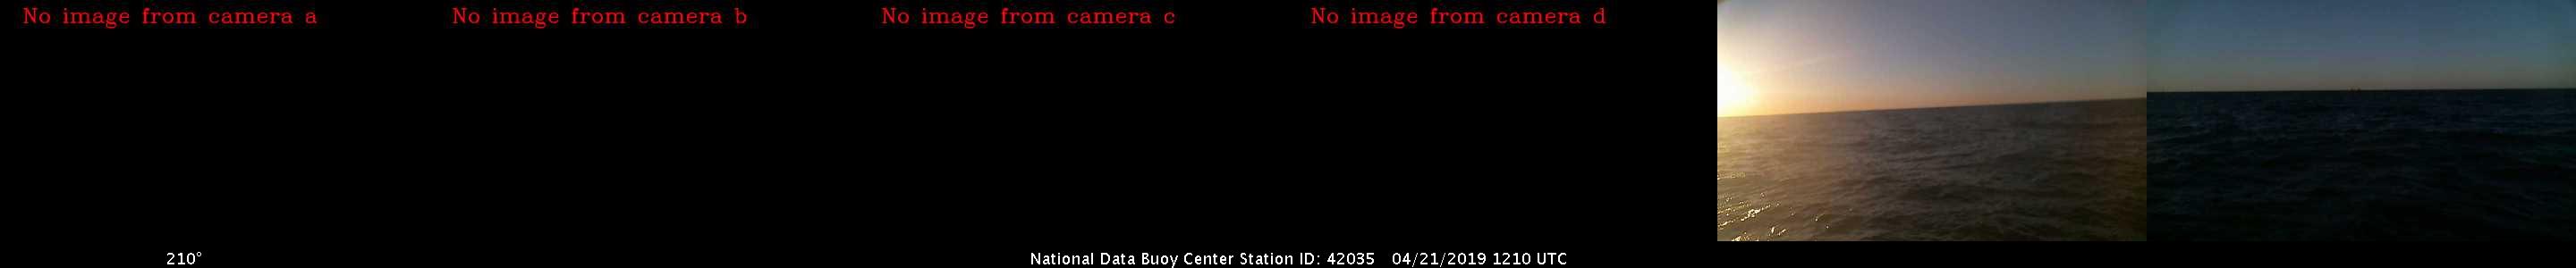 No image from camera a
No image from camera b
No image from camera c
No image from camera d
210°
National Data Buoy Center Station ID: 42035 04/21/2019 1210 UTC